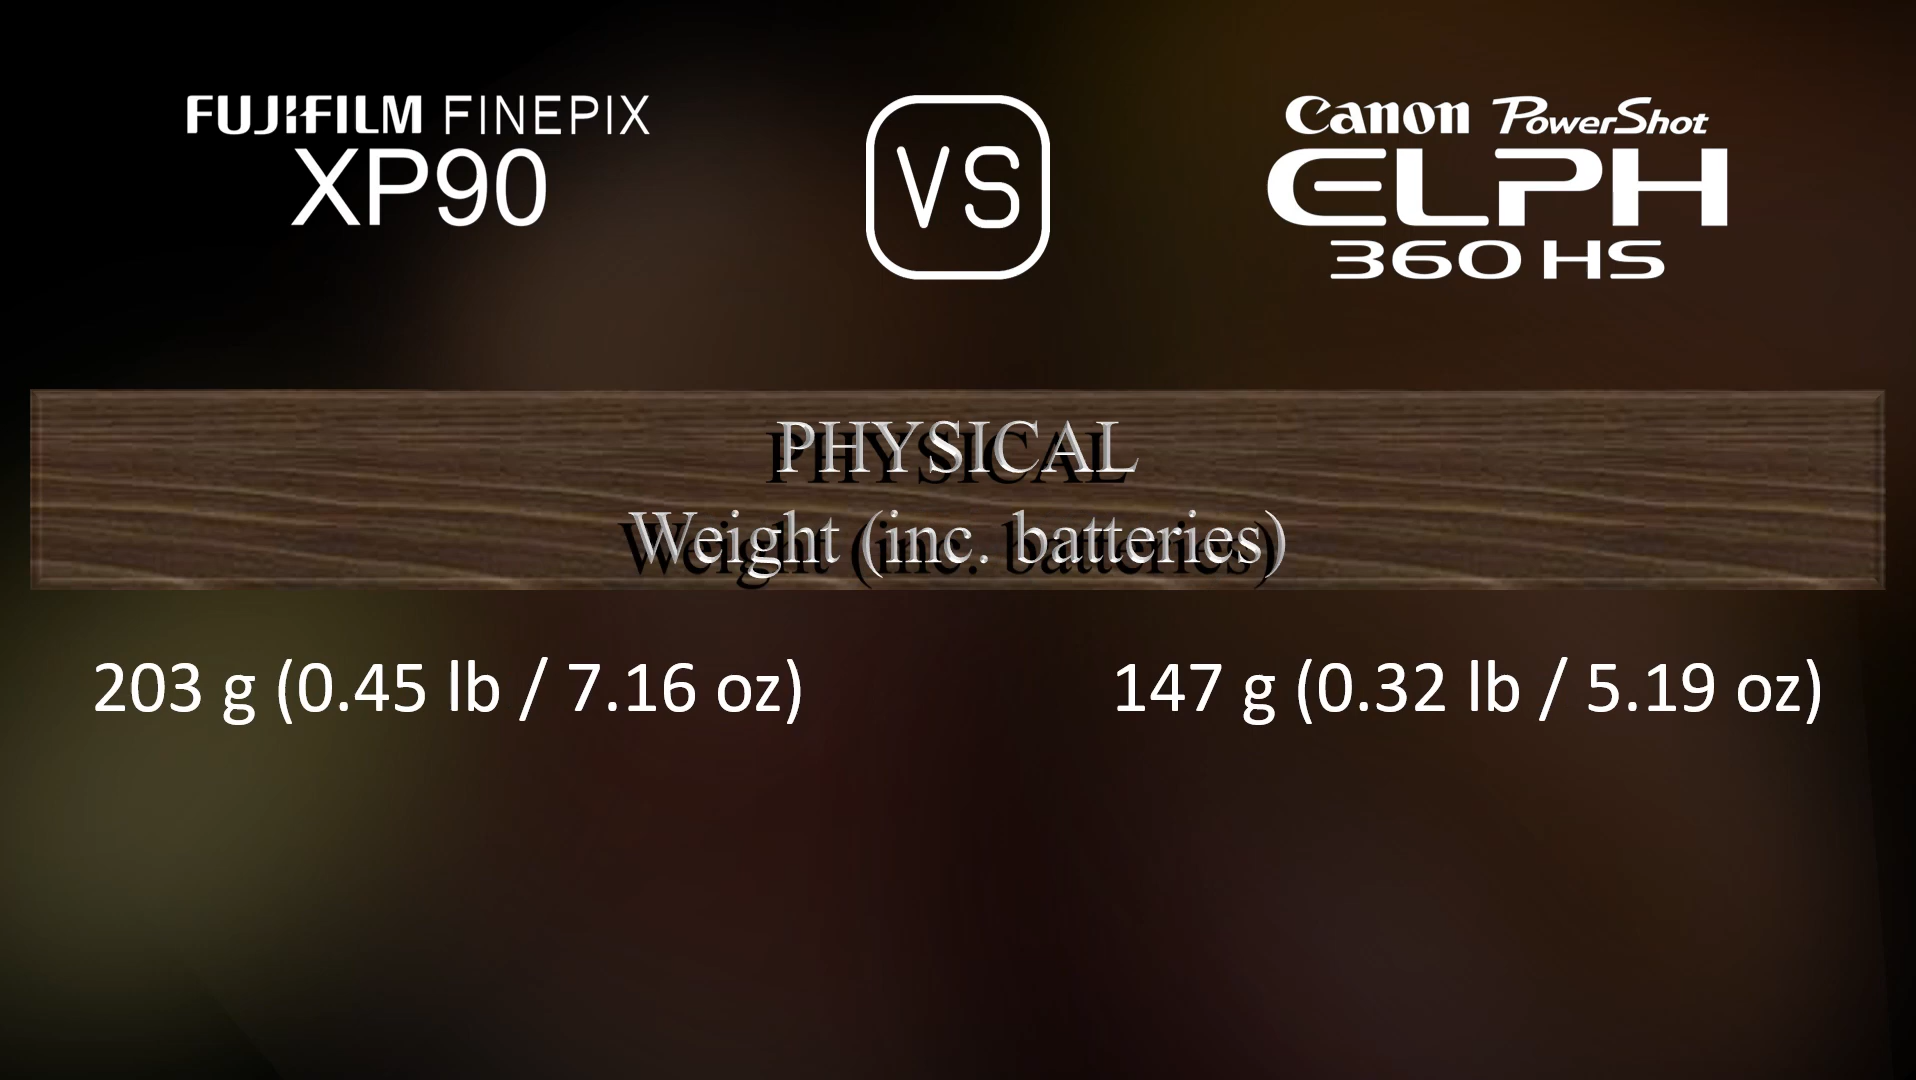 FUJIFILM FINEPIX
XP90
VS
Canon PowerShot
ELPH
360 HS
PHYSICAL
Weight (inc. batteries)
203 g (0.45 lb / 7.16 oz)
147 g (0.32 lb / 5.19 oz)